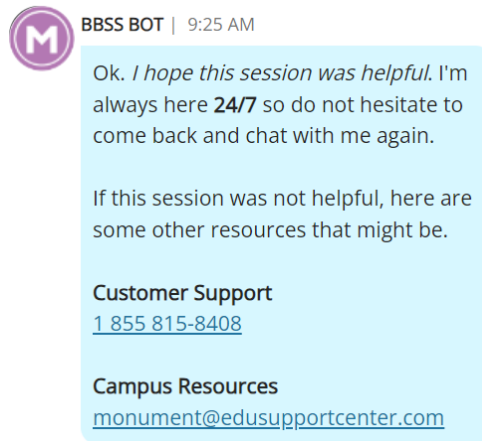 M
BBSS BOT | 9:25 AM
Ok. I hope this session was helpful. I'm
always here 24/7 so do not hesitate to
come back and chat with me again.
If this session was not helpful, here are
some other resources that might be.
Customer Support
1 855 815-8408
Campus Resources
monument@edusupportcenter.com